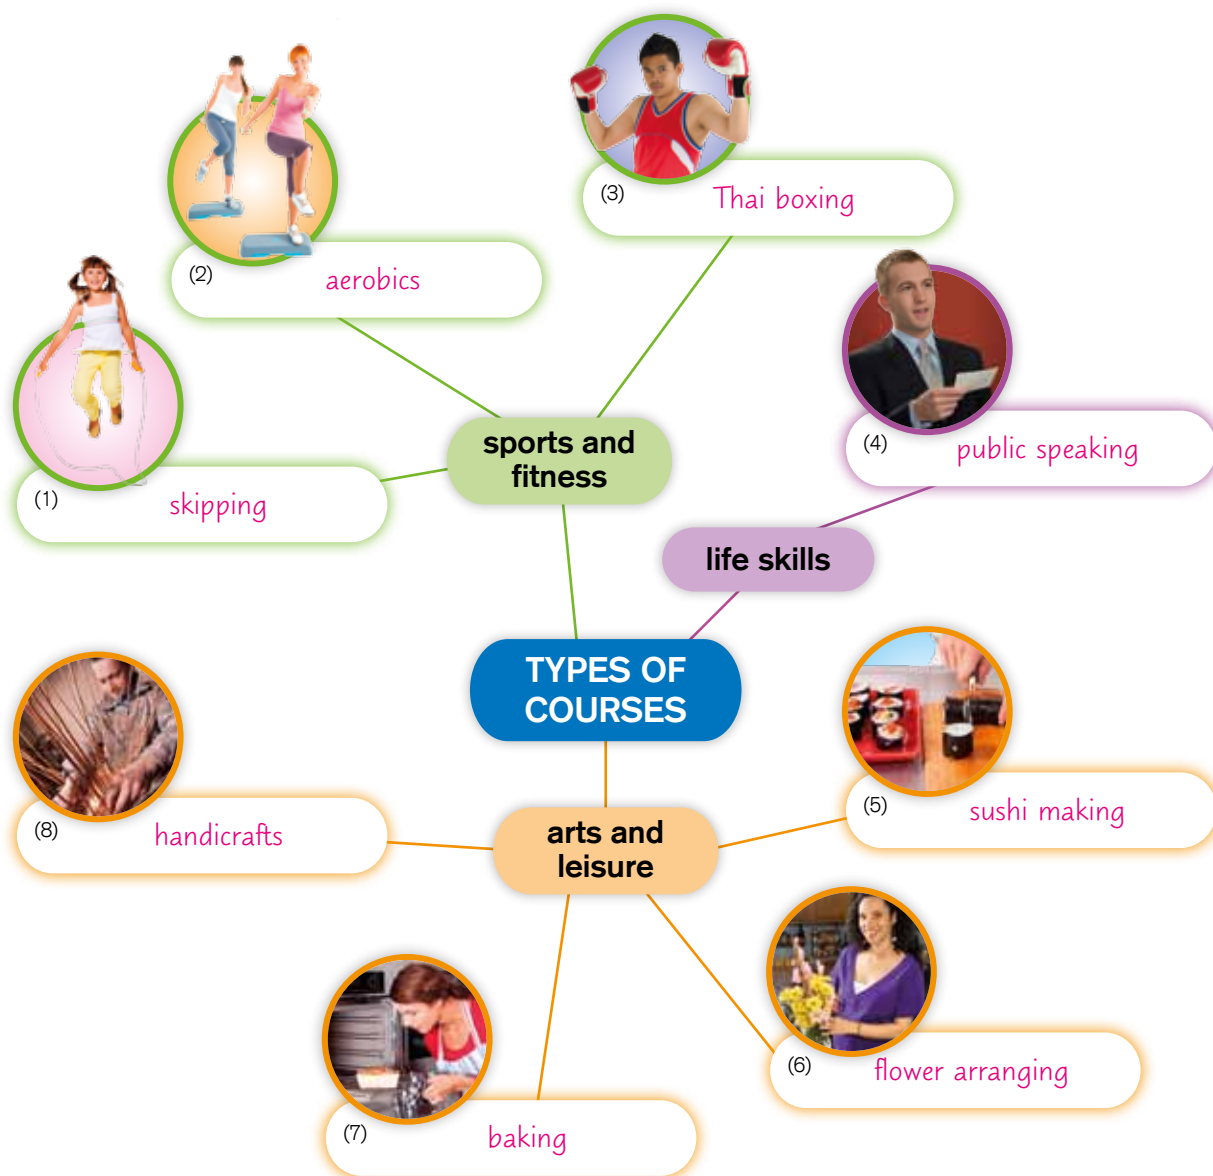 (3) Thai boxing
(2) aerobics
(4) public speaking
(1) skipping
sports and
fitness
life skills
TYPES OF
COURSES
(5) sushi making
(8) handicrafts
arts and
leisure
(6) flower arranging
(7) baking